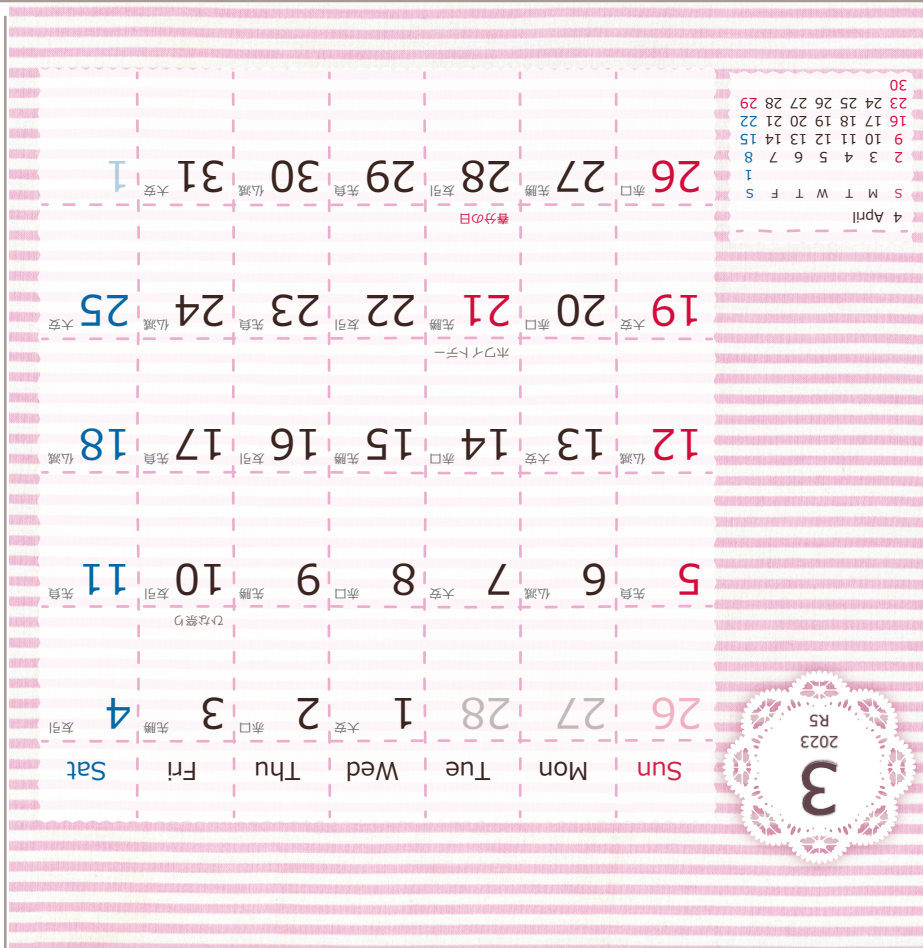 3
2023
R5
Sun Mon Tue Wed Thu Fri Sat
26 27 28 1 大安 2 赤口 3 先勝 4 友引
ひな祭り
5 先負 6 仏滅 7 大安 8 赤口 9 先勝 10 友引 11 先負
12 仏滅 13 大安 14 赤口 15 先勝 16 友引 17 先負 18 仏滅
ホワイトデー
19 大安 20 赤口 21 先勝 22 友引 23 先負 24 仏滅 25 大安
春分の日
26 赤口 27 先勝 28 友引 29 先負 30 仏滅 31 大安 1
4 April
S M T W T F S
1
2 3 4 5 6 7 8
9 10 11 12 13 14 15
16 17 18 19 20 21 22
23 24 25 26 27 28 29
30